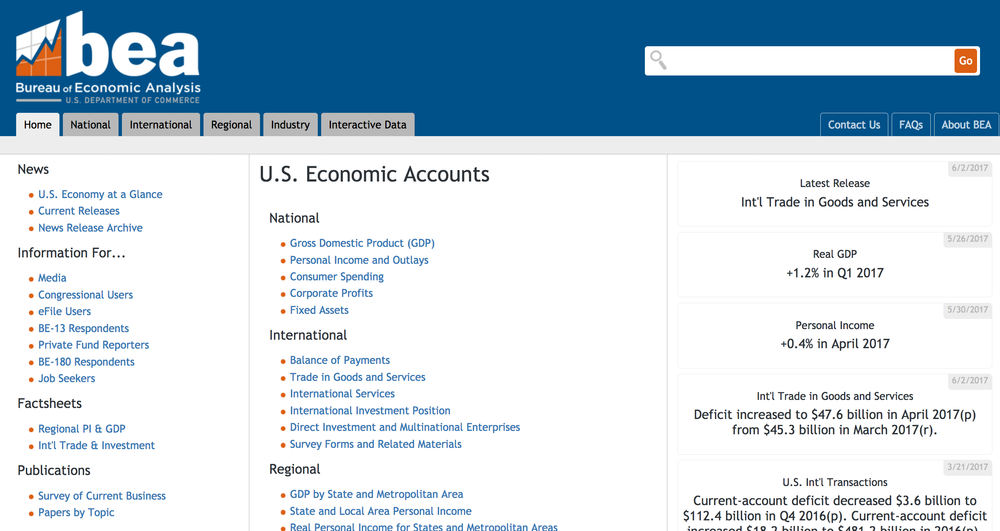 bea
Bureau of Economic Analysis
U.S. DEPARTMENT OF COMMERCE
Go
Home
National
International
Regional
Industry
Interactive Data
Contact Us
FAQs
About BEA
News
U.S. Economy at a Glance
Current Releases
News Release Archive
Information For...
Media
Congressional Users
eFile Users
BE-13 Respondents
Private Fund Reporters
BE-180 Respondents
Job Seekers
Factsheets
Regional PI & GDP
Int'l Trade & Investment
Publications
Survey of Current Business
Papers by Topic
U.S. Economic Accounts
National
Gross Domestic Product (GDP)
Personal Income and Outlays
Consumer Spending
Corporate Profits
Fixed Assets
International
Balance of Payments
Trade in Goods and Services
International Services
International Investment Position
Direct Investment and Multinational Enterprises
Survey Forms and Related Materials
Regional
GDP by State and Metropolitan Area
State and Local Area Personal Income
Real Personal Income for States and Metropolitan Areas
6/2/2017
Latest Release
Int'l Trade in Goods and Services
5/26/2017
Real GDP
+1.2% in Q1 2017
5/30/2017
Personal Income
+0.4% in April 2017
6/2/2017
Int'l Trade in Goods and Services
Deficit increased to $47.6 billion in April 2017(p)
from $45.3 billion in March 2017(r).
3/21/2017
U.S. Int'l Transactions
Current-account deficit decreased $3.6 billion to
$112.4 billion in Q4 2016(p). Current-account deficit
increased $18.2 billion to $481.2 billion in 2016(p).